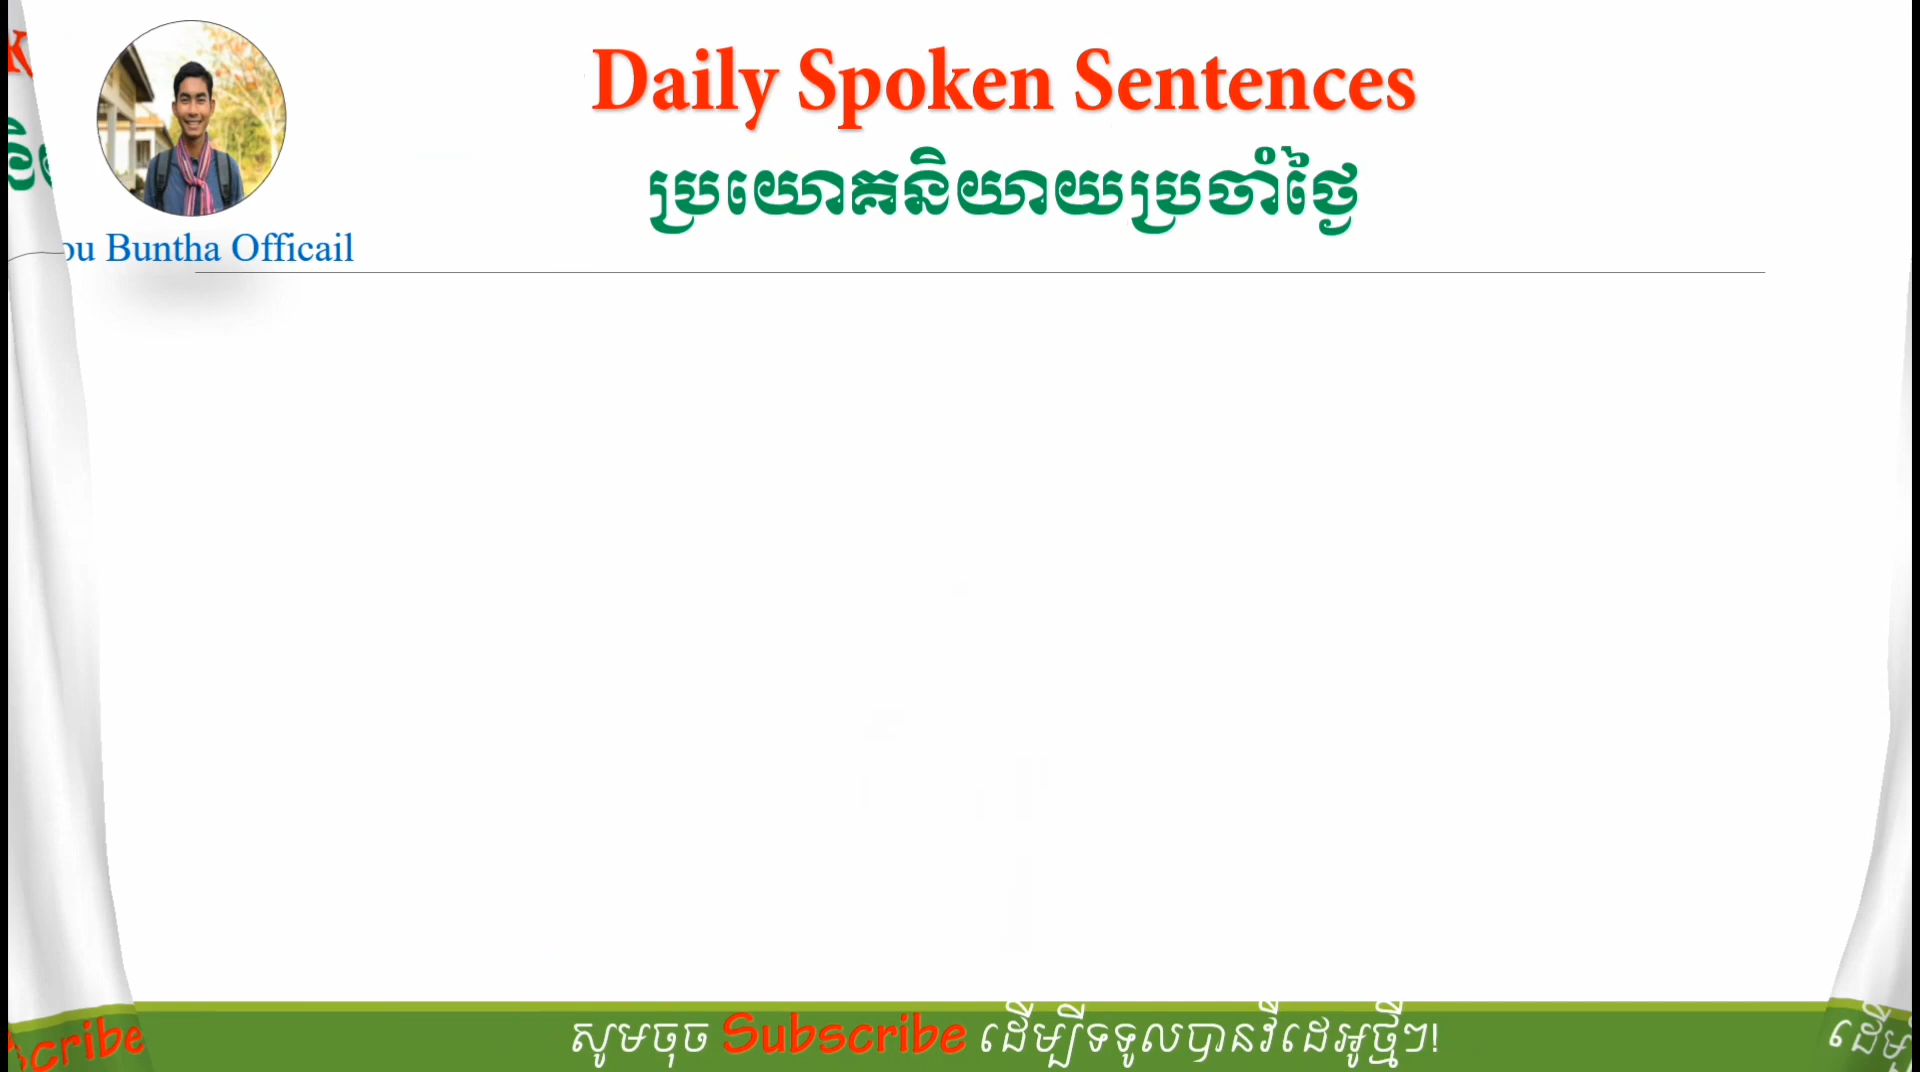 Daily Spoken Sentences
ប្រយោគនិយាយប្រចាំថ្ងៃ
Buntha Officail
សូមចុច Subscribe ដើម្បីទទួលបានវីដេអូថ្មីៗ!